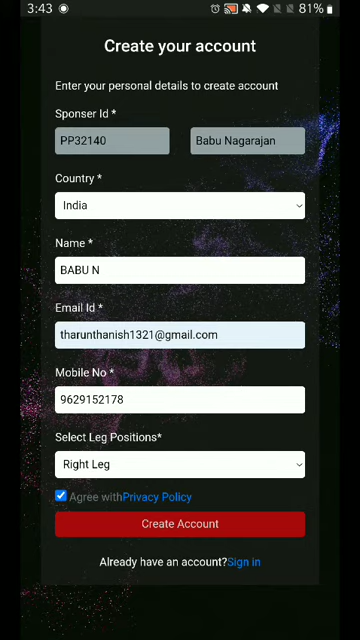 3:43 81%
Create your account
Enter your personal details to create account
Sponser Id *
PP32140 Babu Nagarajan
Country *
India
Name *
BABU N
Email Id *
tharunthanish1321@gmail.com
Mobile No *
9629152178
Select Leg Positions*
Right Leg
Agree withPrivacy Policy
Create Account
Already have an account?Sign in